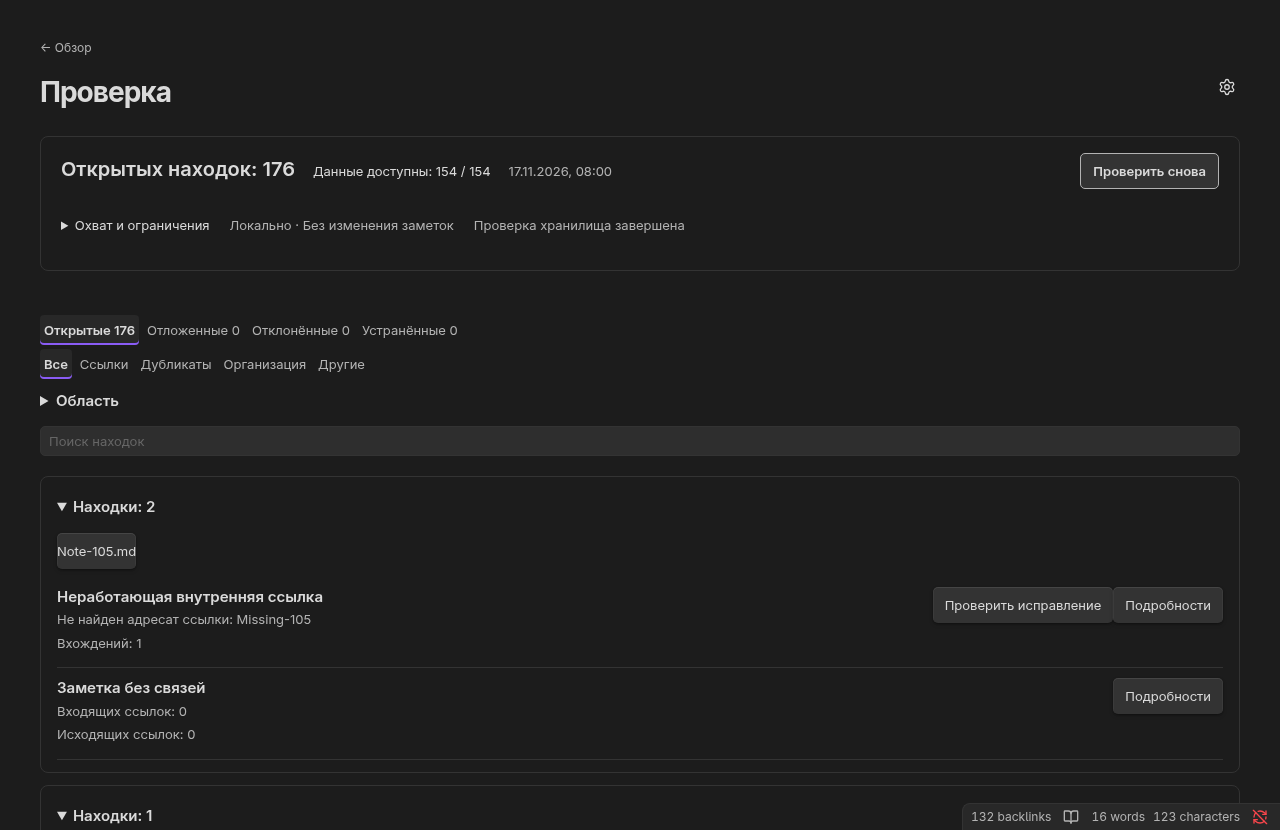 ← Обзор
Проверка
Открытых находок: 176 Данные доступны: 154 / 154 17.11.2026, 08:00 Проверить снова
Охват и ограничения Локально · Без изменения заметок Проверка хранилища завершена
Открытые 176 Отложенные 0 Отклонённые 0 Устранённые 0
Все Ссылки Дубликаты Организация Другие
Область
Поиск находок
Находки: 2
Note-105.md
Неработающая внутренняя ссылка
Не найден адресат ссылки: Missing-105
Вхождений: 1
Проверить исправление Подробности
Заметка без связей
Входящих ссылок: 0
Исходящих ссылок: 0
Подробности
Находки: 1
132 backlinks 16 words 123 characters